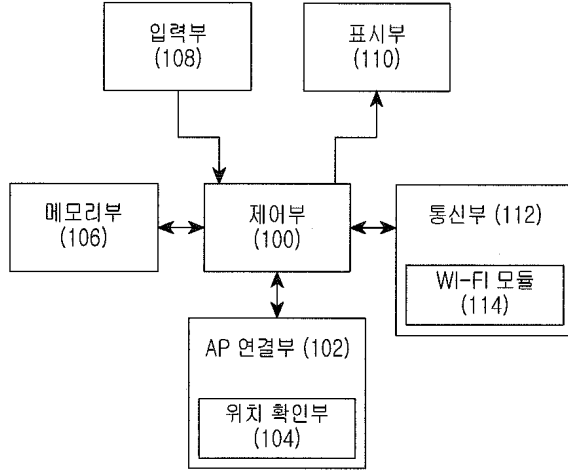 입력부
(108)
표시부
(110)
메모리부
(106)
제어부
(100)
통신부 (112)
WI-FI 모듈
(114)
AP 연결부 (102)
위치 확인부
(104)